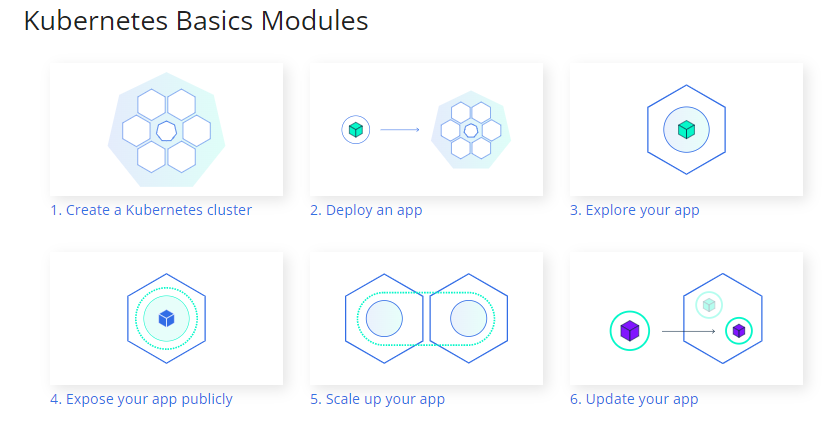 Kubernetes Basics Modules
1. Create a Kubernetes cluster
2. Deploy an app
3. Explore your app
4. Expose your app publicly
5. Scale up your app
6. Update your app